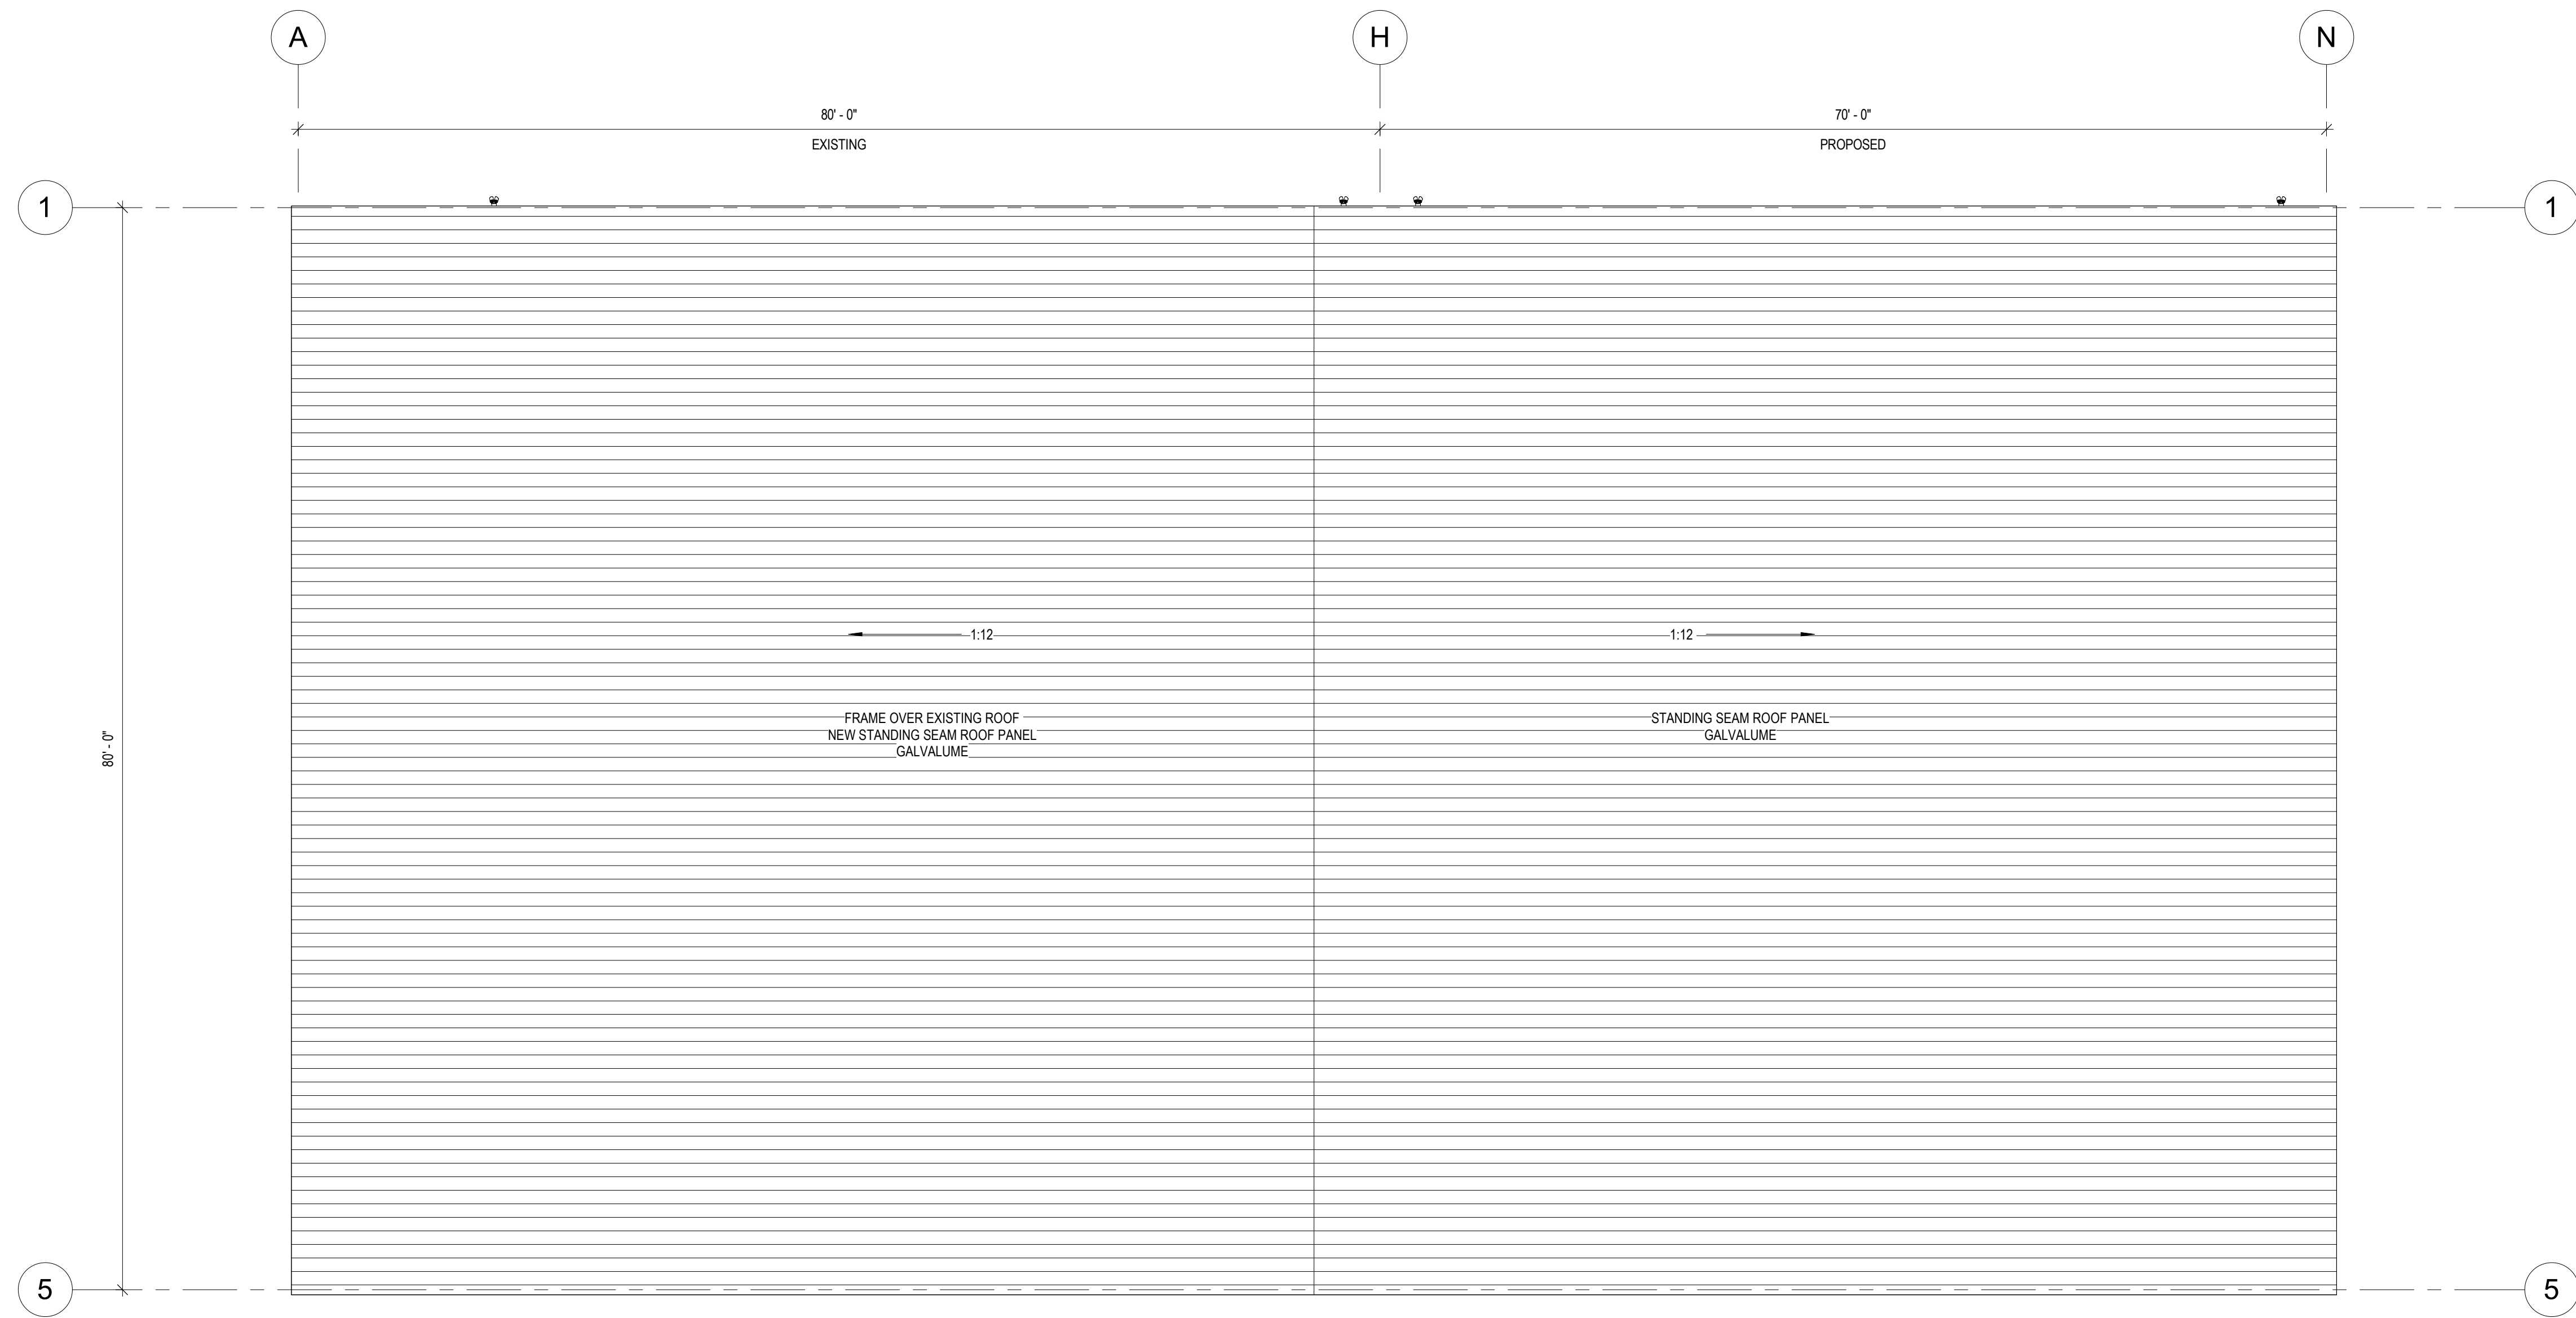 A
H
N
80' - 0"
70' - 0"
EXISTING
PROPOSED
1
1
1:12
1:12
FRAME OVER EXISTING ROOF
NEW STANDING SEAM ROOF PANEL
GALVALUME
STANDING SEAM ROOF PANEL
GALVALUME
80' - 0"
5
5